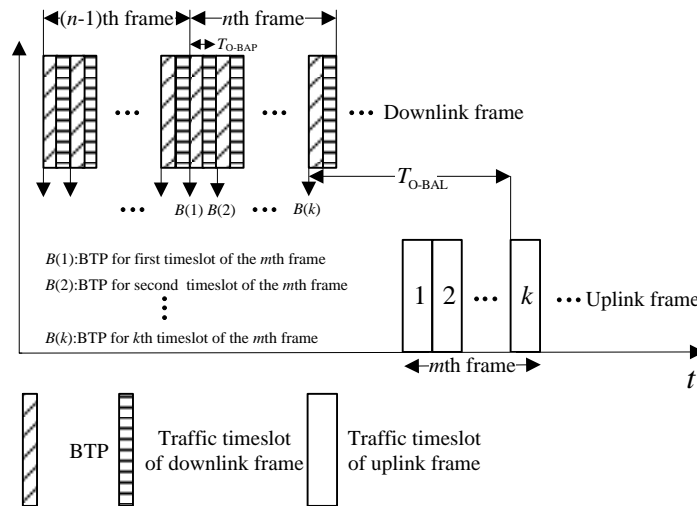 (n-1)th frame
nth frame
T_O-BAP
... ... ... Downlink frame
T_O-BAL
... B(1) B(2) ... B(k)
B(1):BTP for first timeslot of the mth frame
B(2):BTP for second timeslot of the mth frame
⋮
B(k):BTP for kth timeslot of the mth frame
1 2 ... k ... Uplink frame
mth frame
t
BTP
Traffic timeslot
of downlink frame
Traffic timeslot
of uplink frame